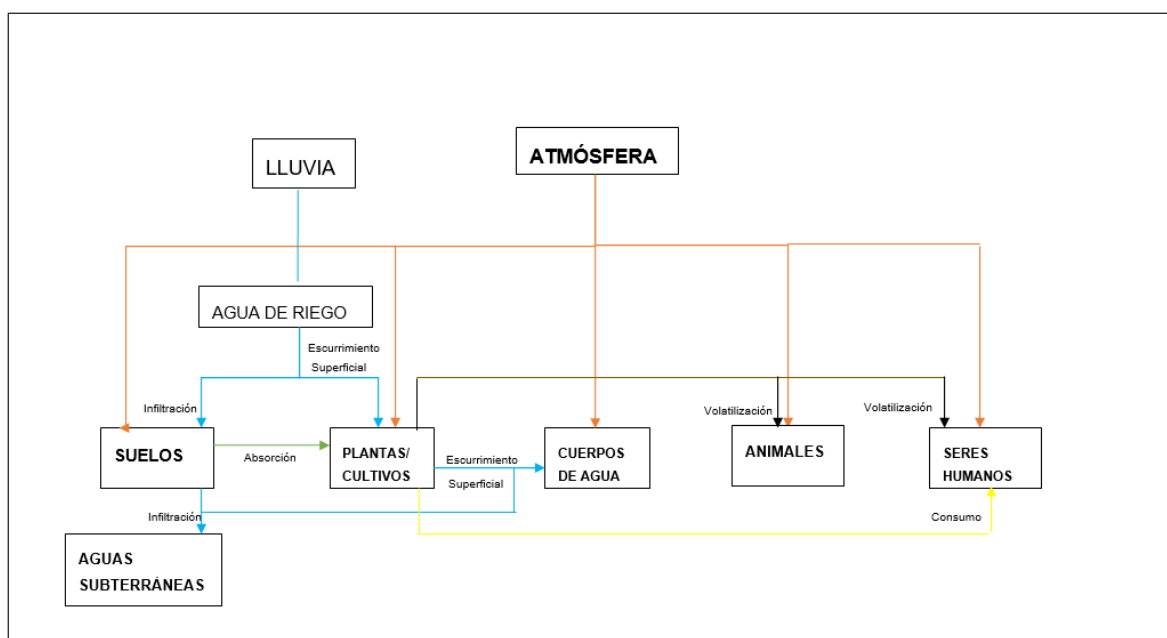 LLUVIA
ATMÓSFERA
AGUA DE RIEGO
Escurrimiento
Superficial
Infiltración
Volatilización
Volatilización
SUELOS
Absorción
PLANTAS/
CULTIVOS
Escurrimiento
Superficial
CUERPOS
DE AGUA
ANIMALES
SERES
HUMANOS
Infiltración
Consumo
AGUAS
SUBTERRÁNEAS